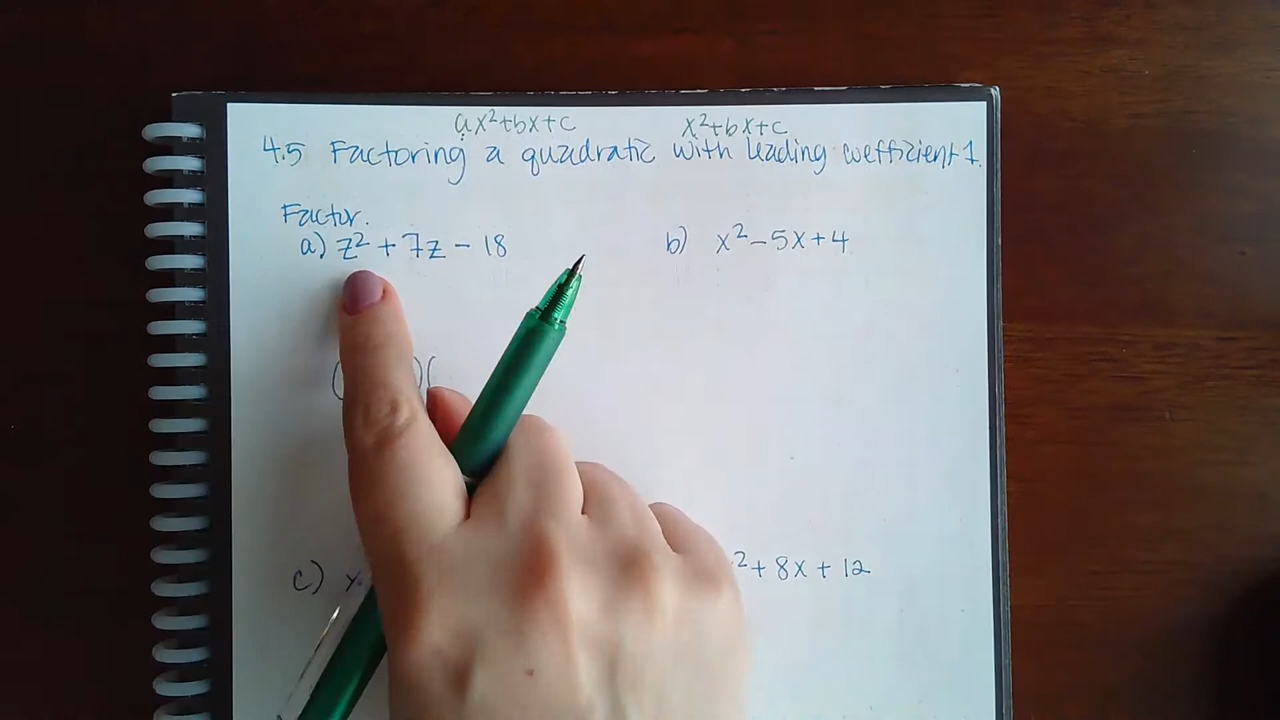 ax²+bx+c x²+bx+c
4.5 Factoring a quadratic with leading coefficient 1.
Factor.
a) z² + 7z - 18 b) x² - 5x + 4
( )(
c) ² + 8x + 12